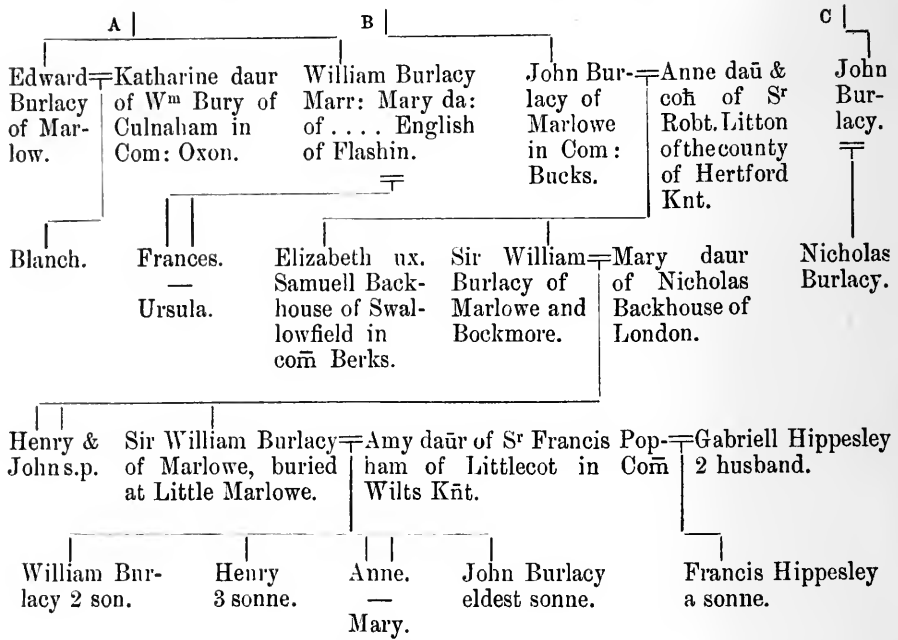 A
B
C
Edward
Burlacy
of Mar-
low.
Katharine daur
of Wm Bury of
Culnaham in
Com: Oxon.
William Burlacy
Marr: Mary da:
of .... English
of Flashin.
John Bur-
lacy of
Marlowe
in Com:
Bucks.
Anne daū &
coħ of Sr
Robt. Litton
of the county
of Hertford
Knt.
John
Bur-
lacy.
Blanch.
Frances.
—
Ursula.
Elizabeth ux.
Samuell Back-
house of Swal-
lowfield in
com̄ Berks.
Sir William
Burlacy of
Marlowe and
Bockmore.
Mary daur
of Nicholas
Backhouse of
London.
Nicholas
Burlacy.
Henry &
John s.p.
Sir William Burlacy
of Marlowe, buried
at Little Marlowe.
Amy daūr of Sr Francis Pop-
ham of Littlecot in Com̄
Wilts Kn̄t.
Gabriell Hippesley
2 husband.
William Bur-
lacy 2 son.
Henry
3 sonne.
Anne.
—
Mary.
John Burlacy
eldest sonne.
Francis Hippesley
a sonne.